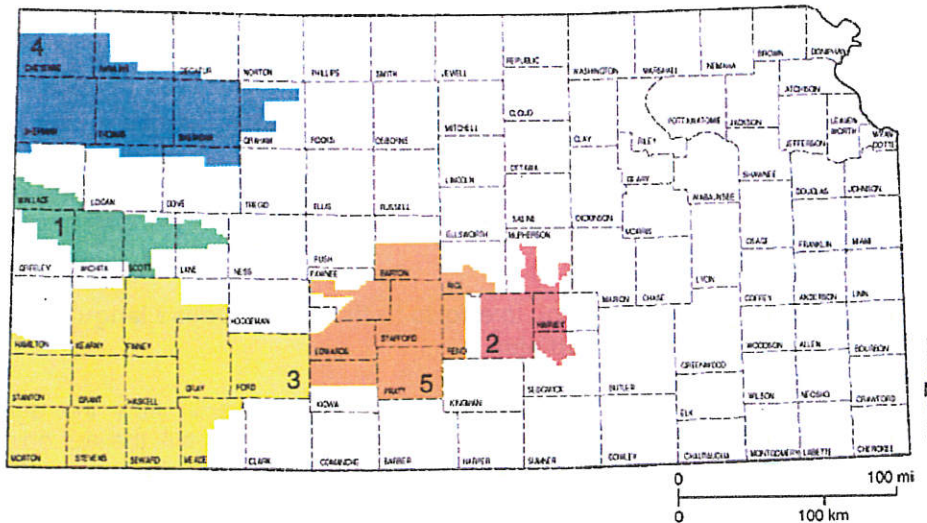 4
CHEYENNE RAWLINS DECATUR NORTON PHILLIPS SMITH JEWELL REPUBLIC WASHINGTON MARSHALL NEMAHA BROWN DONIPHAN
ATCHISON
SHERMAN THOMAS SHERIDAN GRAHAM ROOKS OSBORNE MITCHELL CLOUD CLAY RILEY POTTAWATOMIE JACKSON JEFFERSON LEAVEN
WORTH WYAN
DOTTE
LINCOLN OTTAWA GEARY SHAWNEE
WALLACE LOGAN GOVE TREGO ELLIS RUSSELL WABAUNSEE DOUGLAS JOHNSON
1
ELLSWORTH SALINE DICKINSON MORRIS OSAGE FRANKLIN MIAMI
MCPHERSON
GREELEY WICHITA SCOTT LANE NESS RUSH BARTON
PAWNEE
RICE MARION CHASE LYON COFFEY ANDERSON LINN
HAMILTON KEARNY FINNEY HODGEMAN STAFFORD RENO 2 HARVEY
EDWARDS
WOODSON ALLEN BOURBON
GREENWOOD
STANTON GRANT HASKELL GRAY FORD 3 KIOWA PRATT 5 KINGMAN SEDGWICK BUTLER
ELK WILSON NEOSHO CRAWFORD
MORTON STEVENS SEWARD MEADE CLARK COMANCHE BARBER HARPER SUMNER COWLEY CHAUTAUQUA MONTGOMERY LABETTE CHEROKEE
0 100 mi
0 100 km